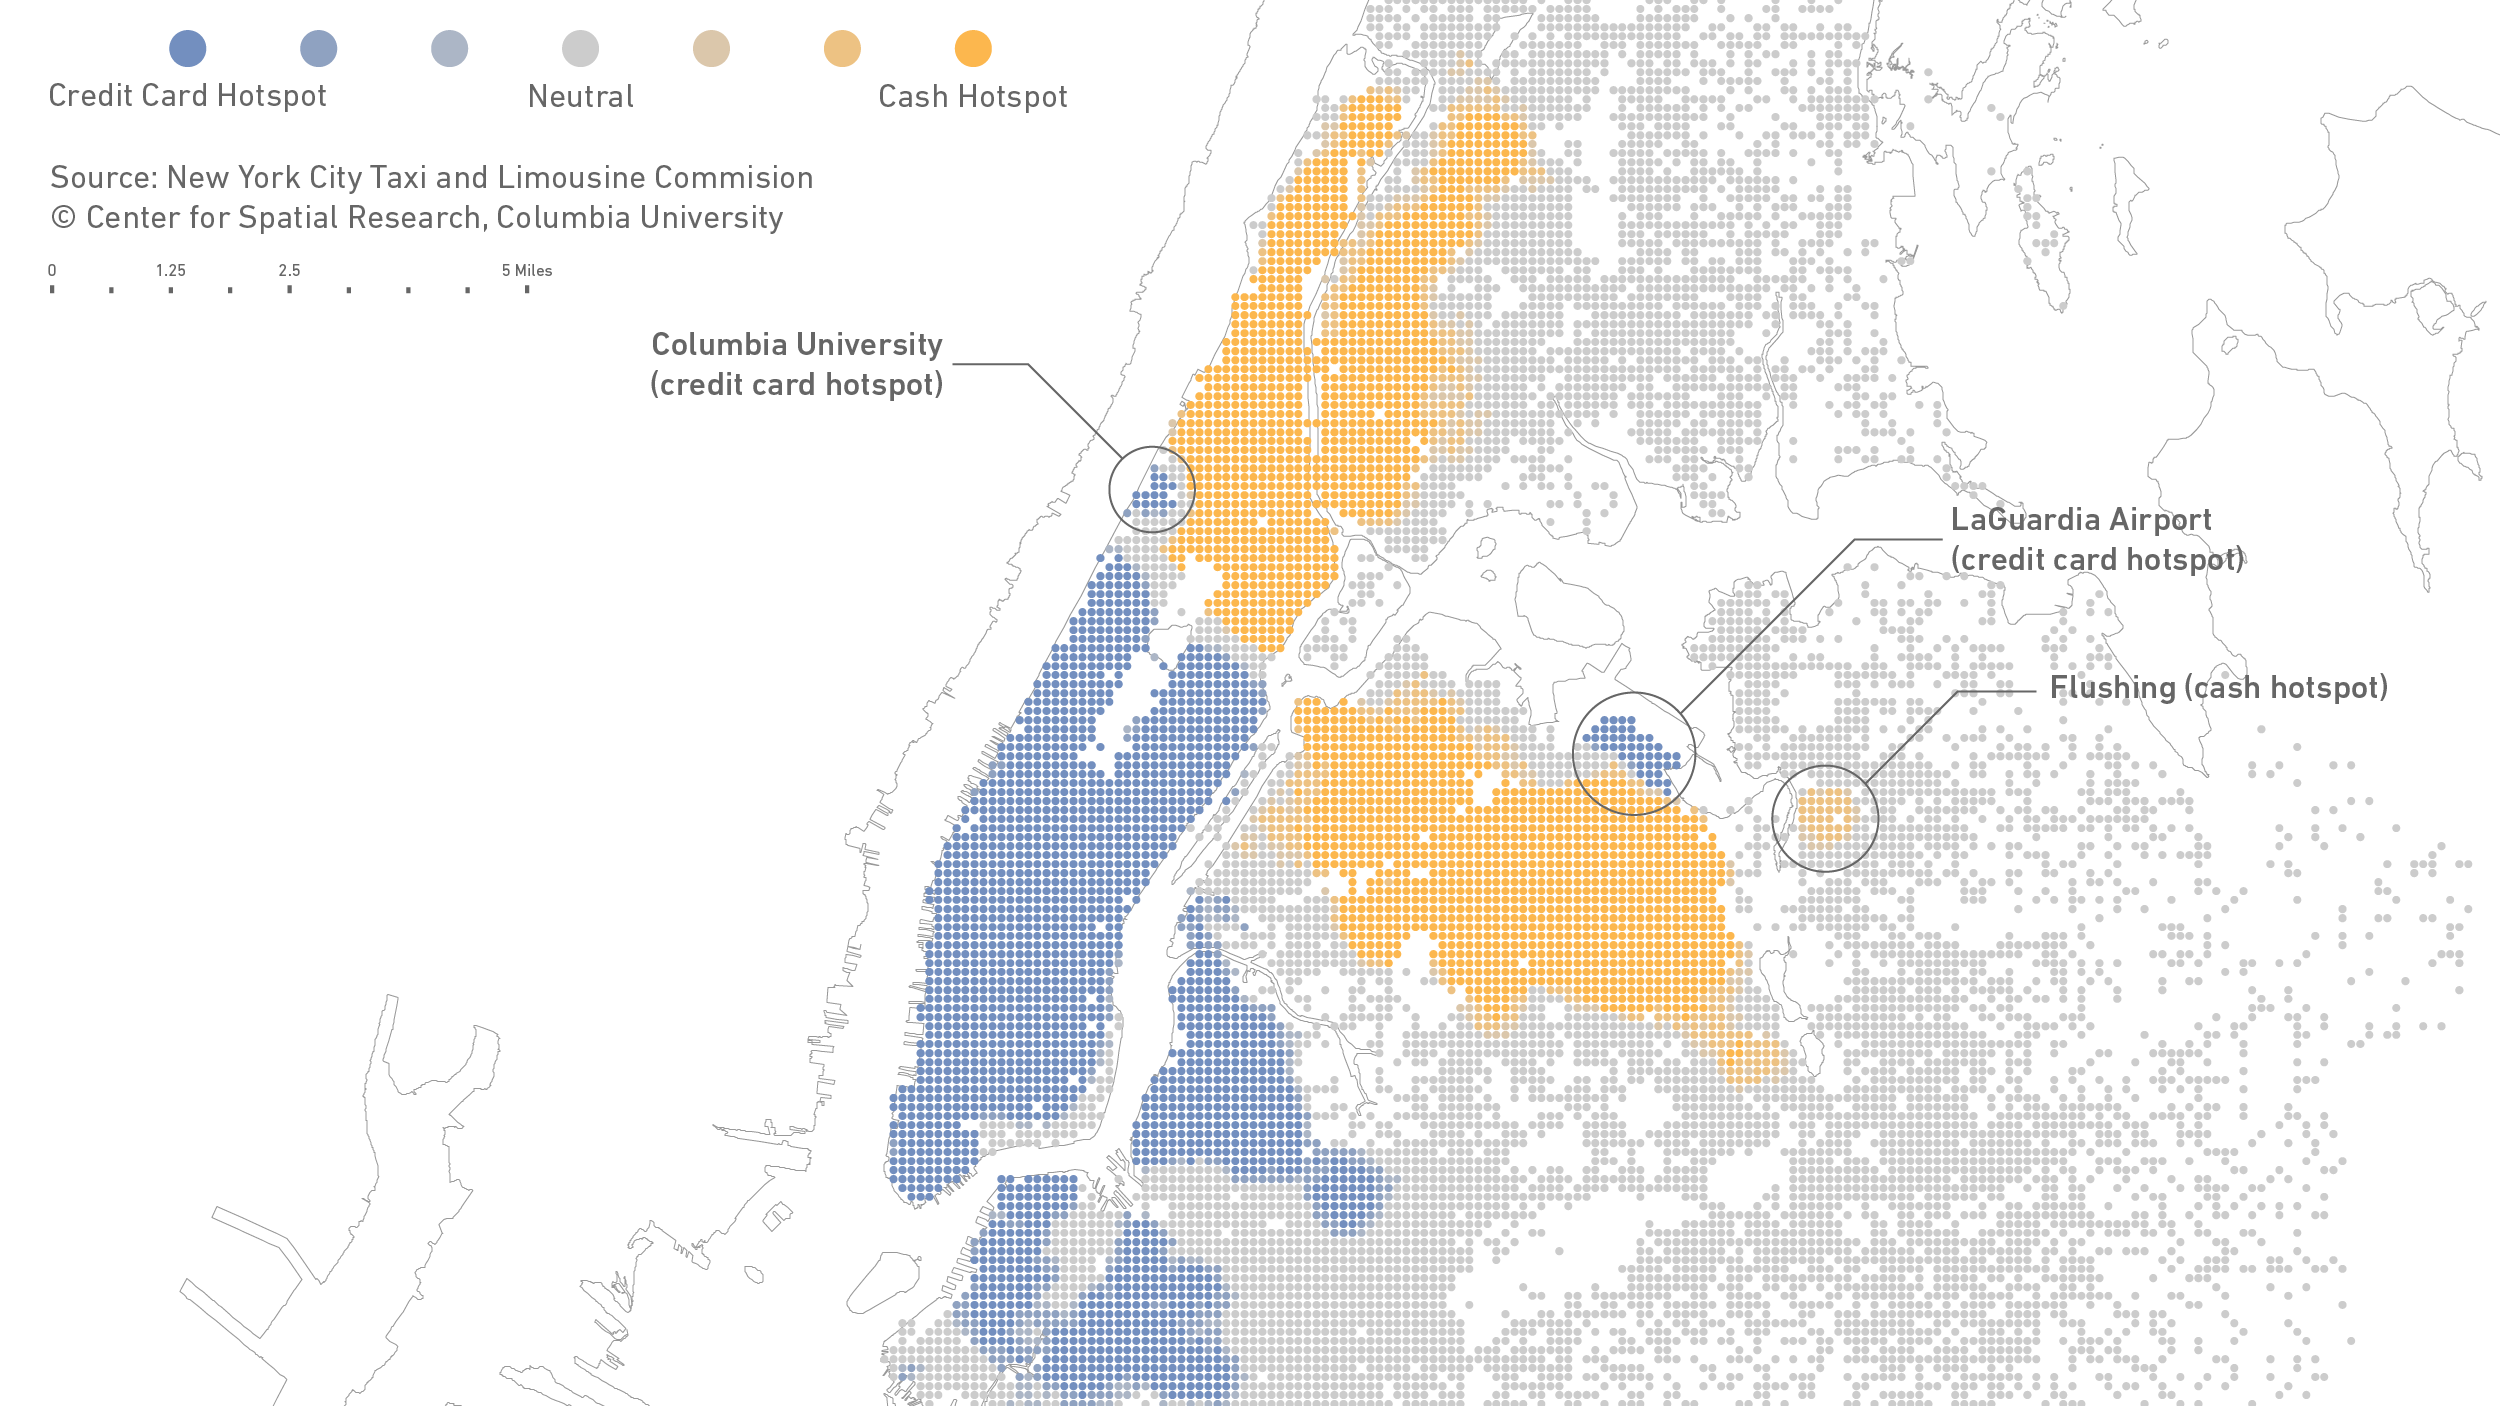 Credit Card Hotspot
Neutral
Cash Hotspot
Source: New York City Taxi and Limousine Commision
© Center for Spatial Research, Columbia University
0 1.25 2.5 5 Miles
Columbia University
(credit card hotspot)
LaGuardia Airport
(credit card hotspot)
Flushing (cash hotspot)